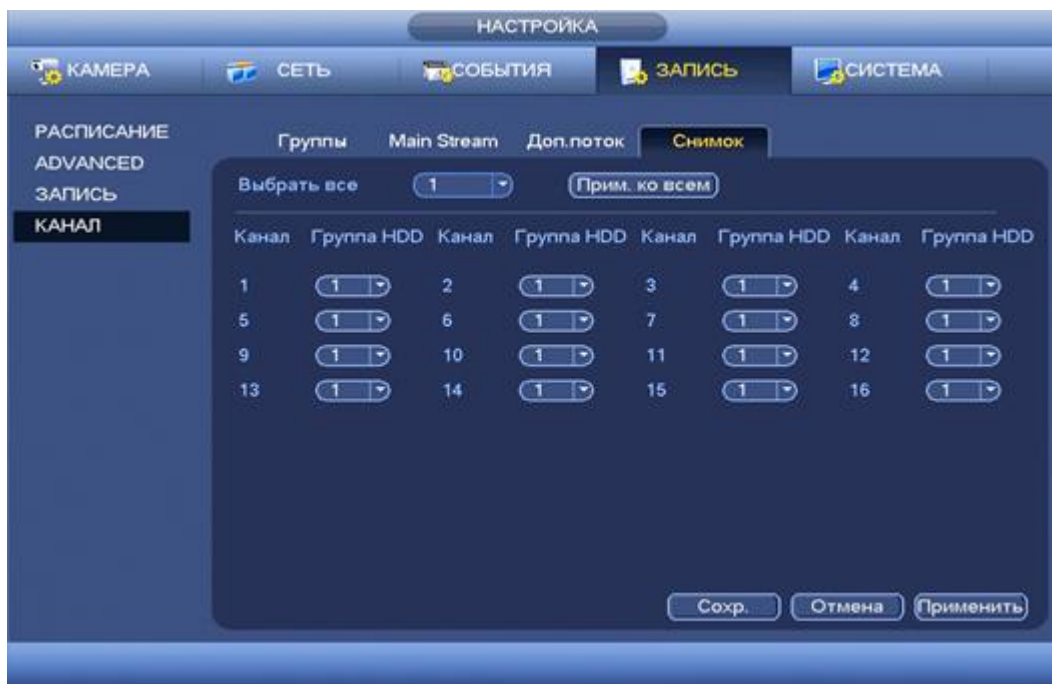 НАСТРОЙКА
КАМЕРА СЕТЬ СОБЫТИЯ ЗАПИСЬ СИСТЕМА
РАСПИСАНИЕ
ADVANCED
ЗАПИСЬ
КАНАЛ
Группы Main Stream Доп.поток Снимок
Выбрать все 1 Прим. ко всем
Канал Группа HDD Канал Группа HDD Канал Группа HDD Канал Группа HDD
1 1 2 1 3 1 4 1
5 1 6 1 7 1 8 1
9 1 10 1 11 1 12 1
13 1 14 1 15 1 16 1
Сохр. Отмена Применить